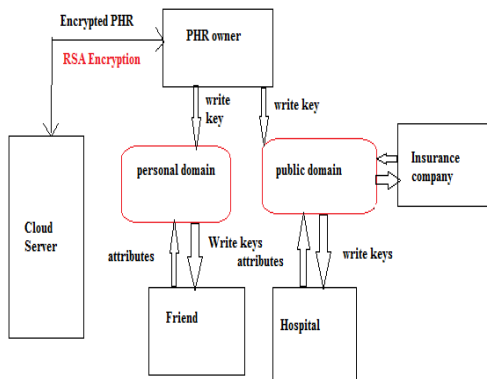 Encrypted PHR
RSA Encryption
PHR owner
write
key
write key
personal domain
public domain
Insurance
company
Cloud
Server
attributes
Write keys
attributes
write keys
Friend
Hospital